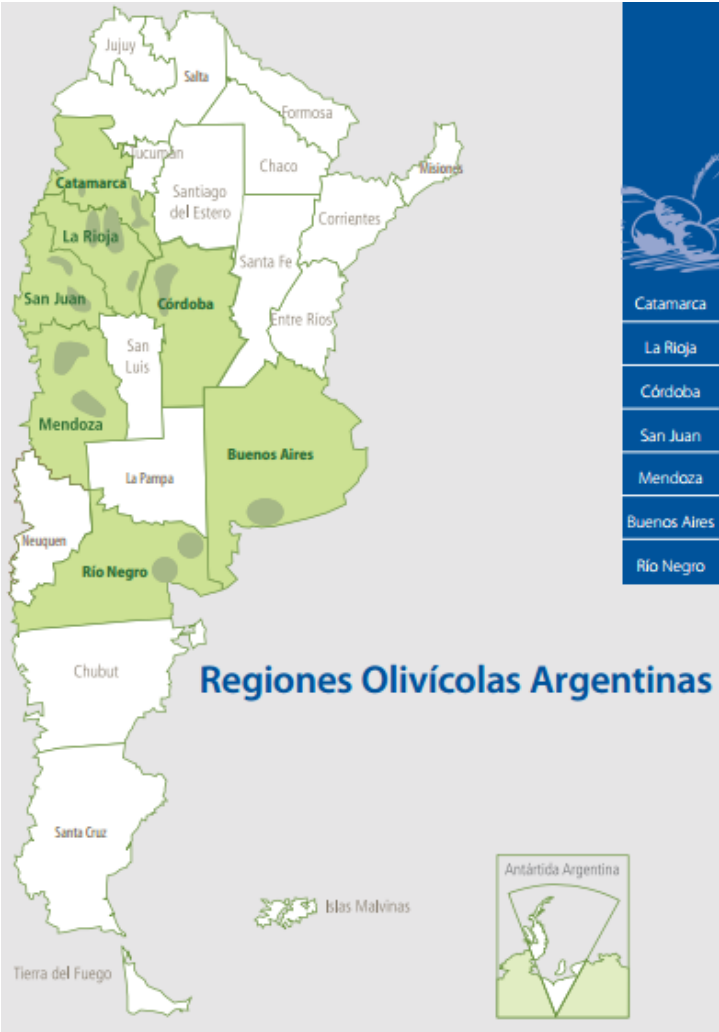 Jujuy
Salta
Formosa
Tucumán
Chaco
Misiones
Catamarca
Santiago
del Estero
Corrientes
La Rioja
Santa Fe
San Juan
Córdoba
Entre Rios
San
Luis
Mendoza
Buenos Aires
La Pampa
Neuquen
Río Negro
Chubut
Santa Cruz
Tierra del Fuego
Islas Malvinas
Antártida Argentina
Regiones Olivícolas Argentinas
Catamarca
La Rioja
Córdoba
San Juan
Mendoza
Buenos Aires
Río Negro